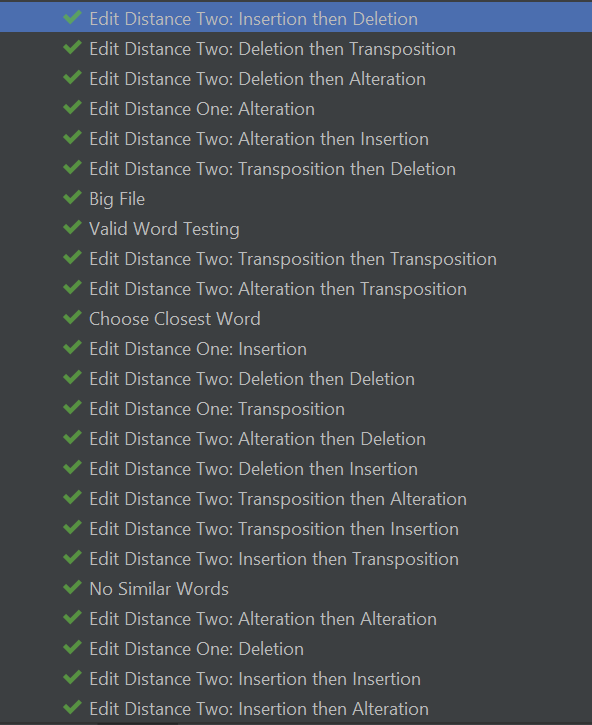 Edit Distance Two: Insertion then Deletion
Edit Distance Two: Deletion then Transposition
Edit Distance Two: Deletion then Alteration
Edit Distance One: Alteration
Edit Distance Two: Alteration then Insertion
Edit Distance Two: Transposition then Deletion
Big File
Valid Word Testing
Edit Distance Two: Transposition then Transposition
Edit Distance Two: Alteration then Transposition
Choose Closest Word
Edit Distance One: Insertion
Edit Distance Two: Deletion then Deletion
Edit Distance One: Transposition
Edit Distance Two: Alteration then Deletion
Edit Distance Two: Deletion then Insertion
Edit Distance Two: Transposition then Alteration
Edit Distance Two: Transposition then Insertion
Edit Distance Two: Insertion then Transposition
No Similar Words
Edit Distance Two: Alteration then Alteration
Edit Distance One: Deletion
Edit Distance Two: Insertion then Insertion
Edit Distance Two: Insertion then Alteration